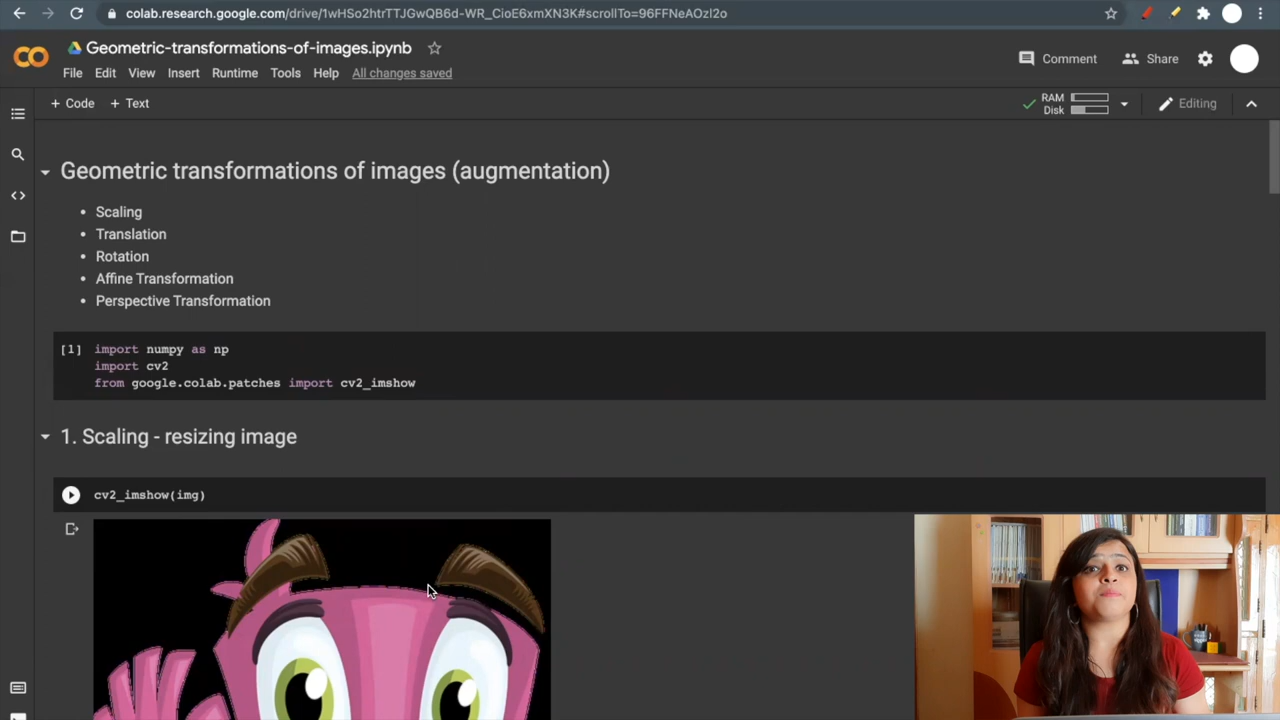 colab.research.google.com/drive/1wHSo2htrTTJGwQB6d-WR_CioE6xmXN3K#scrollTo=96FFNeAOzl2o
Geometric-transformations-of-images.ipynb
File Edit View Insert Runtime Tools Help All changes saved
Comment Share
+ Code + Text
RAM
Disk
Editing
Geometric transformations of images (augmentation)
• Scaling
• Translation
• Rotation
• Affine Transformation
• Perspective Transformation
[1] import numpy as np
import cv2
from google.colab.patches import cv2_imshow
1. Scaling - resizing image
cv2_imshow(img)